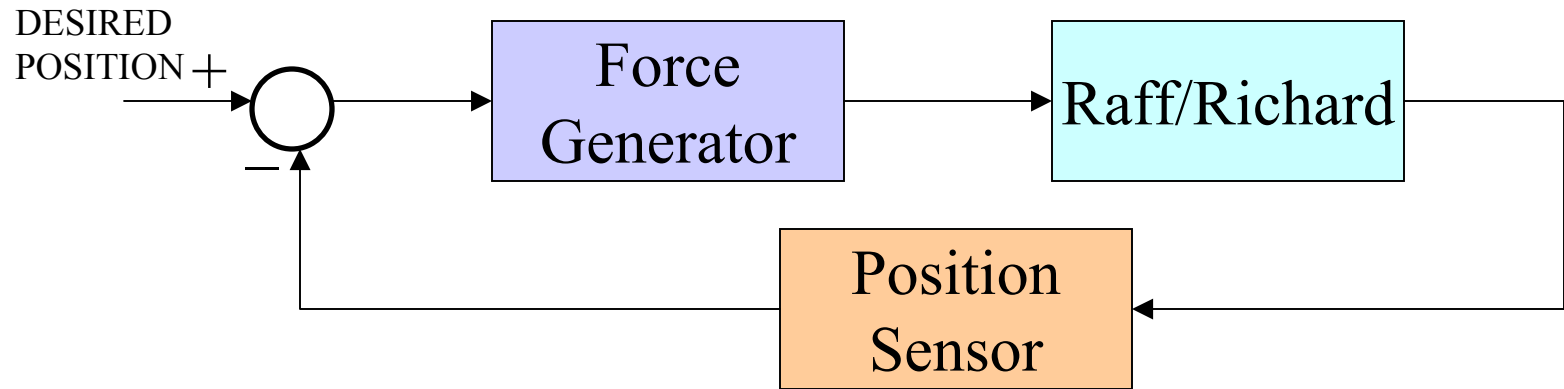 DESIRED
POSITION +
Force
Generator
Raff/Richard
−
Position
Sensor